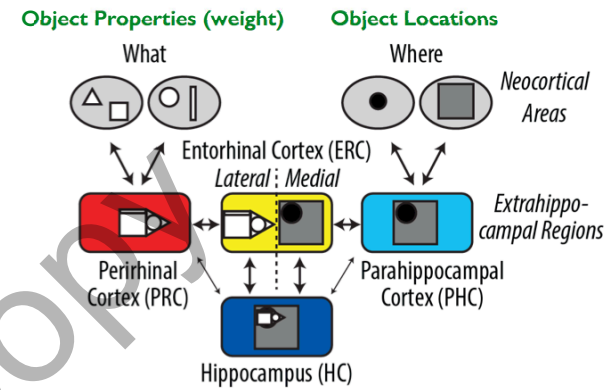 Object Properties (weight)
Object Locations
What
Where
Neocortical
Areas
Entorhinal Cortex (ERC)
Lateral
Medial
Extrahippo-
campal Regions
Perirhinal
Cortex (PRC)
Parahippocampal
Cortex (PHC)
Hippocampus (HC)
opy